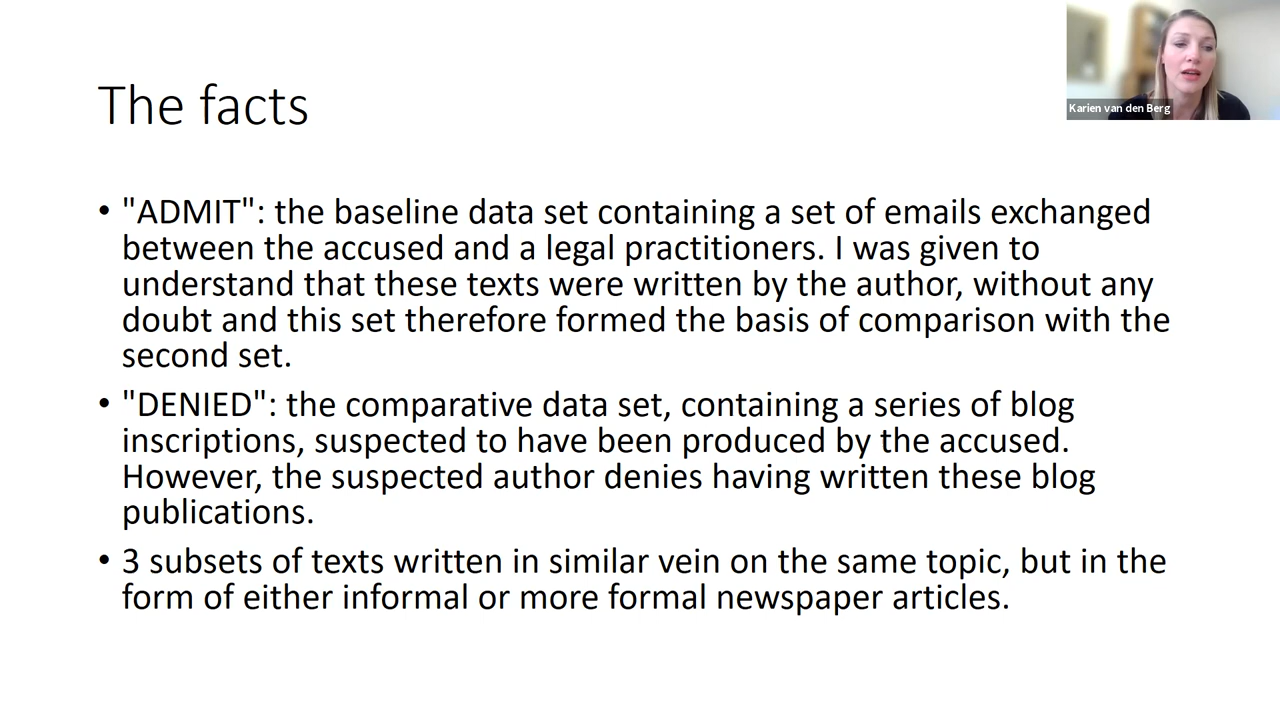 The facts
Karien van den Berg
• "ADMIT": the baseline data set containing a set of emails exchanged
between the accused and a legal practitioners. I was given to
understand that these texts were written by the author, without any
doubt and this set therefore formed the basis of comparison with the
second set.
• "DENIED": the comparative data set, containing a series of blog
inscriptions, suspected to have been produced by the accused.
However, the suspected author denies having written these blog
publications.
• 3 subsets of texts written in similar vein on the same topic, but in the
form of either informal or more formal newspaper articles.